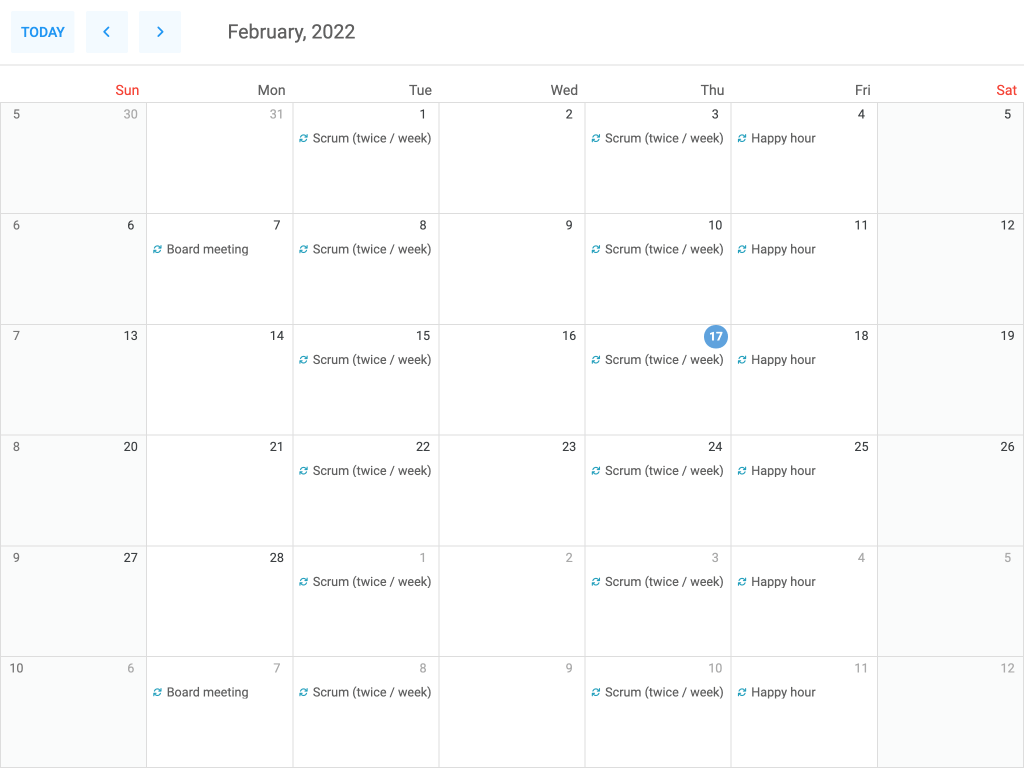 TODAY
February, 2022
Sun Mon Tue Wed Thu Fri Sat
5 30 31 1 2 3 4 5
Scrum (twice / week) Scrum (twice / week) Happy hour
6 6 7 8 9 10 11 12
Board meeting Scrum (twice / week) Scrum (twice / week) Happy hour
7 13 14 15 16 17 18 19
Scrum (twice / week) Scrum (twice / week) Happy hour
8 20 21 22 23 24 25 26
Scrum (twice / week) Scrum (twice / week) Happy hour
9 27 28 1 2 3 4 5
Scrum (twice / week) Scrum (twice / week) Happy hour
10 6 7 8 9 10 11 12
Board meeting Scrum (twice / week) Scrum (twice / week) Happy hour